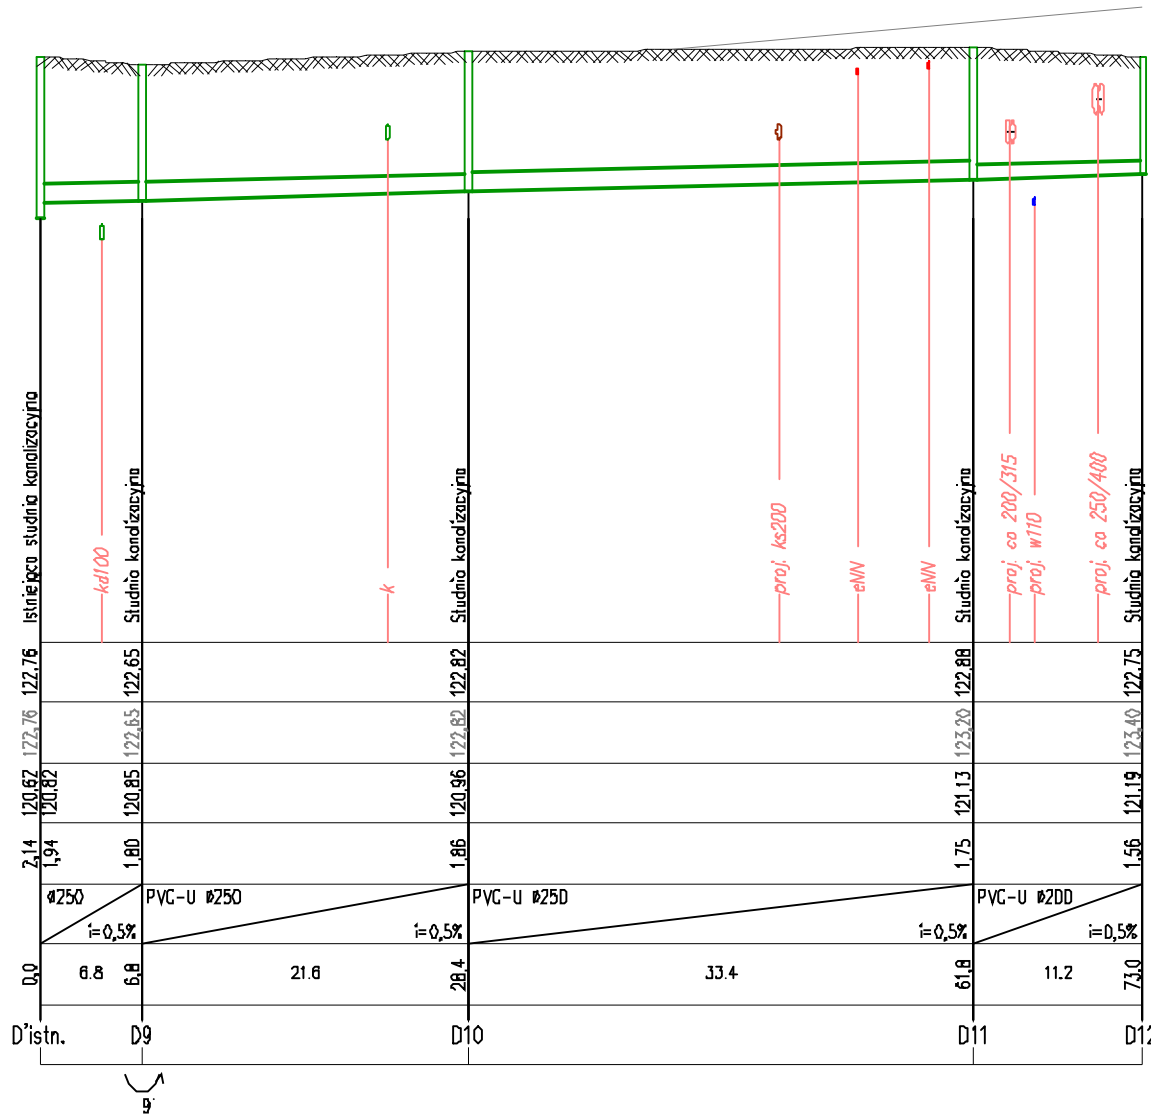 Istniejąca studnia kanalizacyjna
kd100
Studnia kanalizacyjna
k
Studnia kanalizacyjna
proj. ks200
eNN
eNN
Studnia kanalizacyjna
proj. co 200/315
proj. w110
proj. co 250/400
Studnia kanalizacyjna
122,76 122,65 122,82 122,88 122,75
122,76 122,65 122,82 123,20 123,40
120,62 120,82 120,85 120,96 121,13 121,19
2,14 1,94 1,80 1,86 1,75 1,56
Ø250 PVC-U Ø250 PVC-U Ø250 PVC-U Ø200
i=0,5% i=0,5% i=0,5% i=0,5%
0,0 6.8 6,8 21.6 28,4 33.4 61,8 11.2 73,0
D'istn. D9 D10 D11 D12
9°